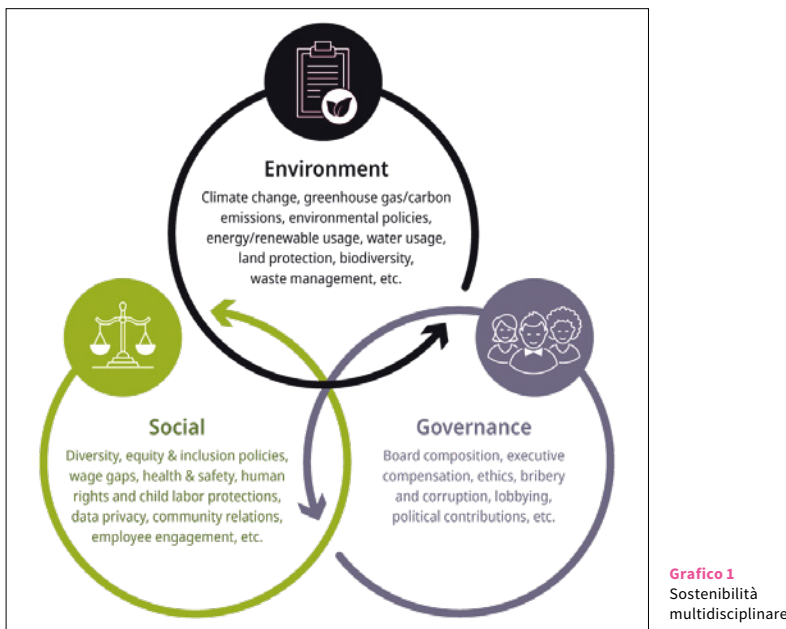 Environment
Climate change, greenhouse gas/carbon
emissions, environmental policies,
energy/renewable usage, water usage,
land protection, biodiversity,
waste management, etc.
Social
Diversity, equity & inclusion policies,
wage gaps, health & safety, human
rights and child labor protections,
data privacy, community relations,
employee engagement, etc.
Governance
Board composition, executive
compensation, ethics, bribery
and corruption, lobbying,
political contributions, etc.
Grafico 1
Sostenibilità
multidisciplinare